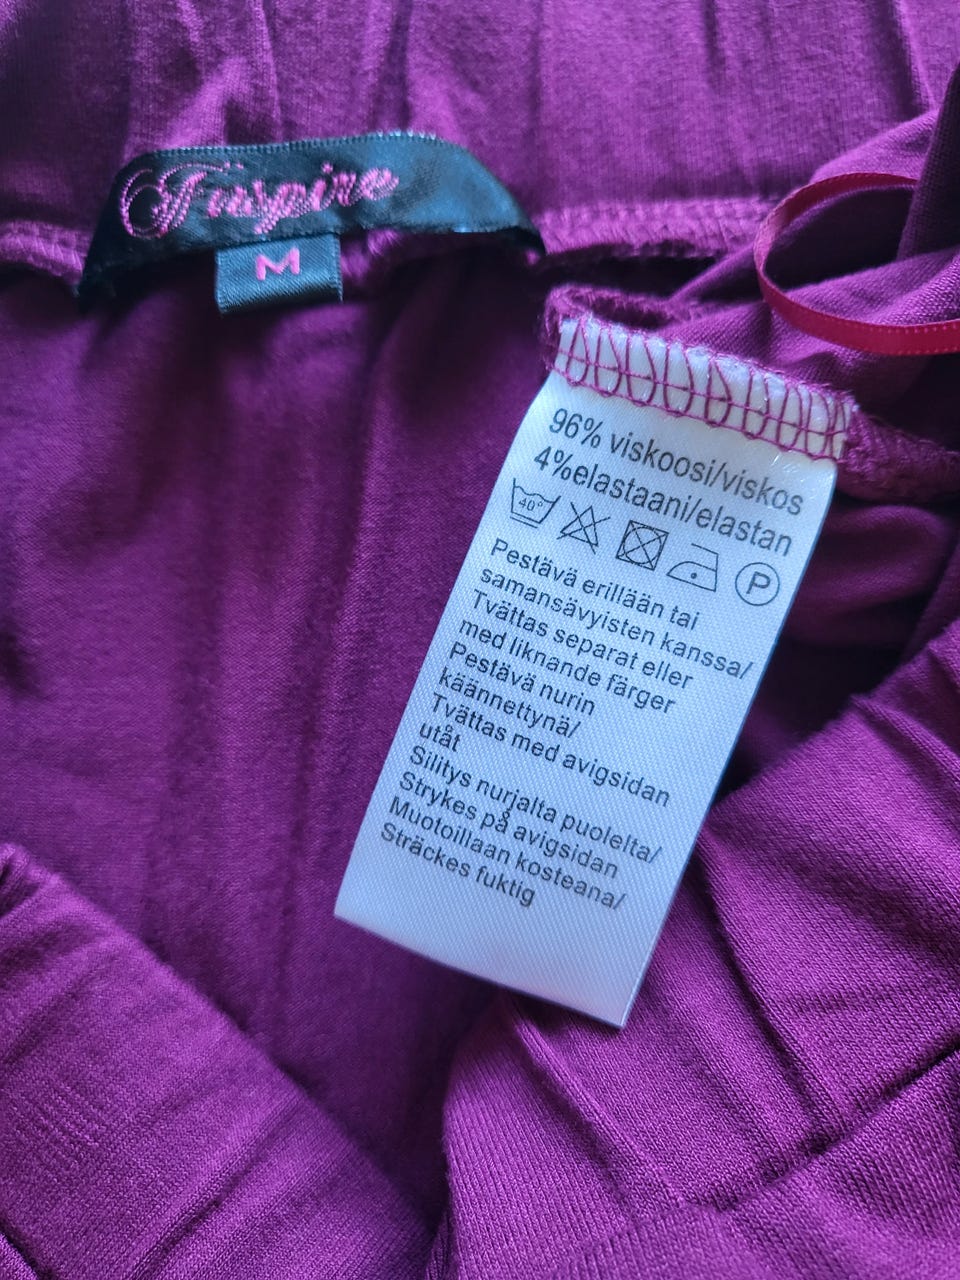 Inspire
M
96% viskoosi/viskos
4%elastaani/elastan
40°
P
Pestävä erillään tai
samansävyisten kanssa/
Tvättas separat eller
med liknande färger
Pestävä nurin
käännettynä/
Tvättas med avigsidan
utåt
Silitys nurjalta puolelta/
Strykes på avigsidan
Muotoillaan kosteana/
Sträckes fuktig